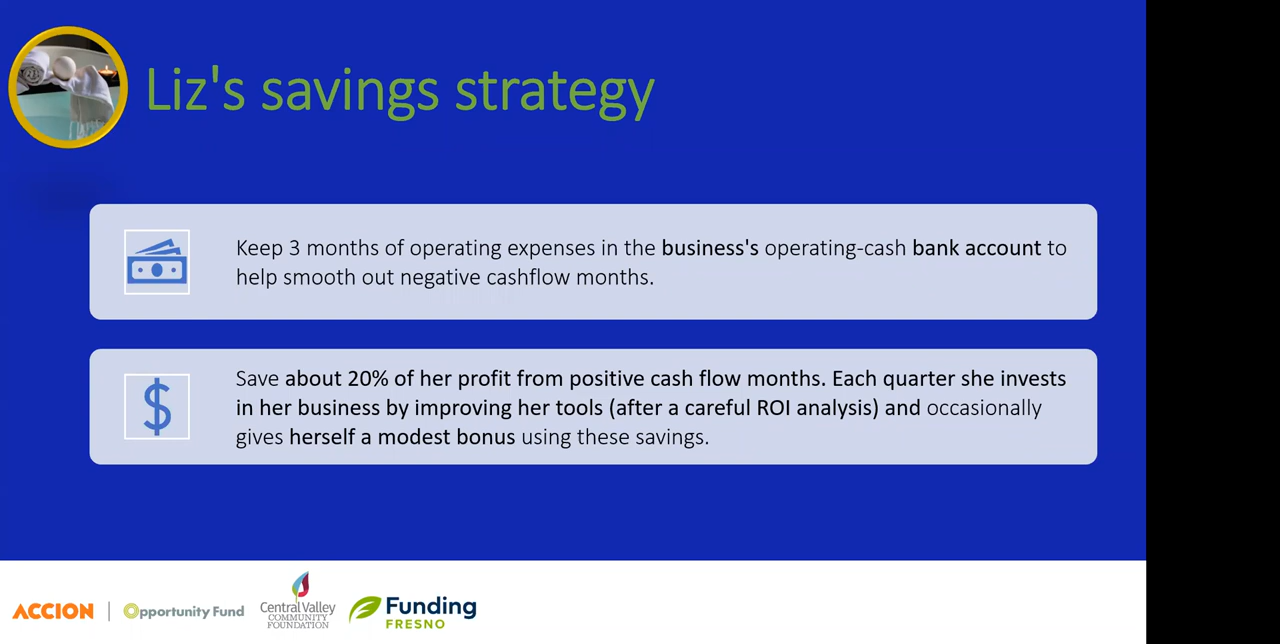 Liz's savings strategy
Keep 3 months of operating expenses in the business's operating-cash bank account to
help smooth out negative cashflow months.
Save about 20% of her profit from positive cash flow months. Each quarter she invests
in her business by improving her tools (after a careful ROI analysis) and occasionally
gives herself a modest bonus using these savings.
ACCION | Opportunity Fund
Central Valley
COMMUNITY
FOUNDATION
Funding
FRESNO